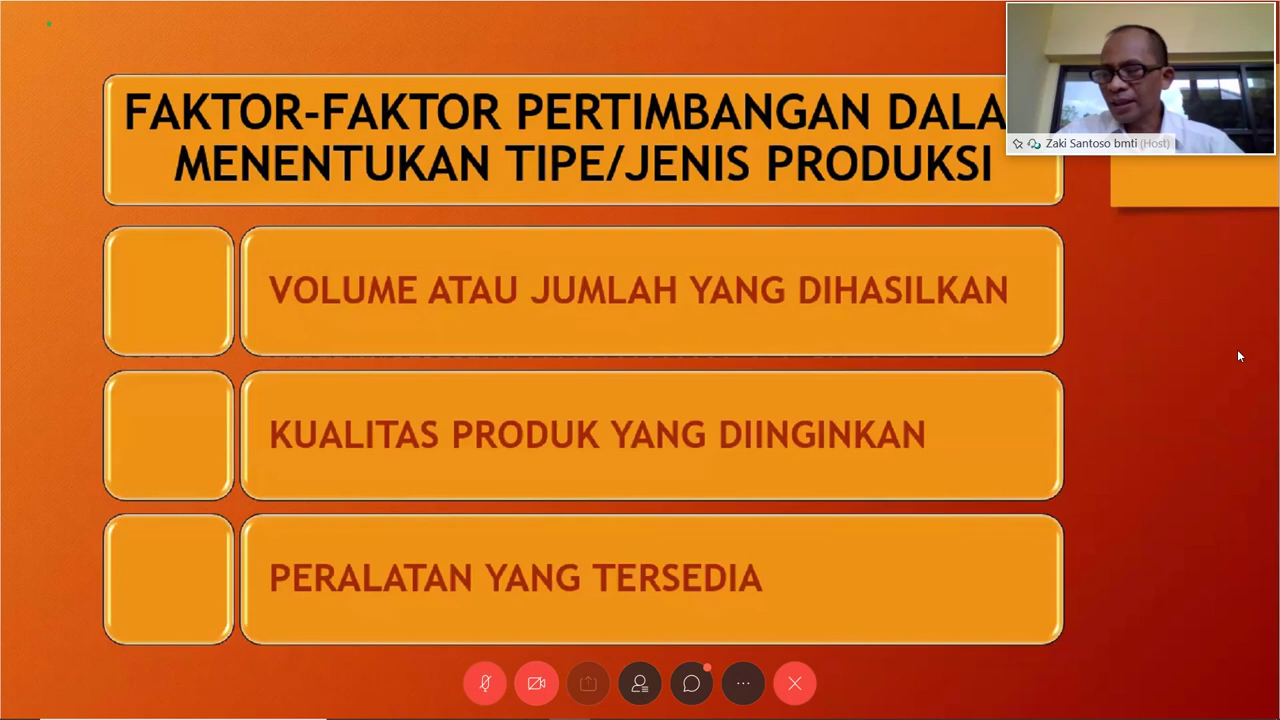 FAKTOR-FAKTOR PERTIMBANGAN DALA
MENENTUKAN TIPE/JENIS PRODUKSI
Zaki Santoso bmti (Host)
VOLUME ATAU JUMLAH YANG DIHASILKAN
KUALITAS PRODUK YANG DIINGINKAN
PERALATAN YANG TERSEDIA